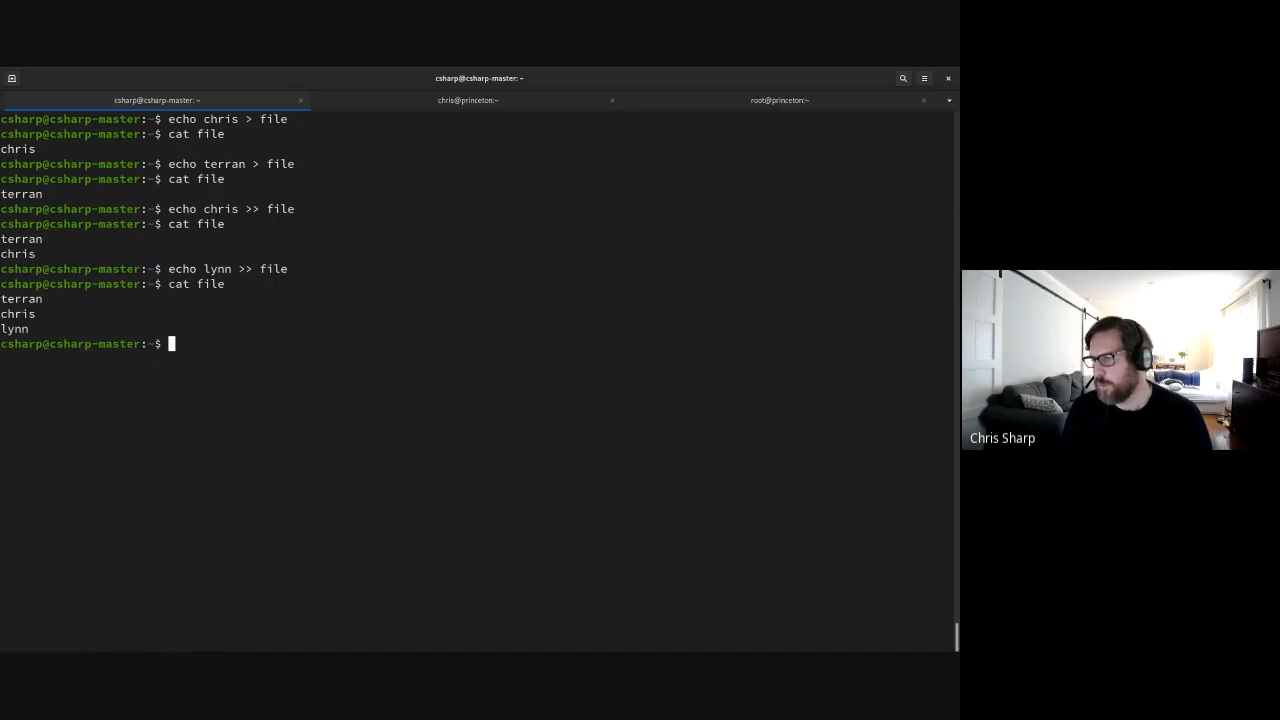 csharp@csharp-master: ~
csharp@csharp-master: ~ × chris@princeton:~ × root@princeton:~ ×
csharp@csharp-master:~$ echo chris > file
csharp@csharp-master:~$ cat file
chris
csharp@csharp-master:~$ echo terran > file
csharp@csharp-master:~$ cat file
terran
csharp@csharp-master:~$ echo chris >> file
csharp@csharp-master:~$ cat file
terran
chris
csharp@csharp-master:~$ echo lynn >> file
csharp@csharp-master:~$ cat file
terran
chris
lynn
csharp@csharp-master:~$
Chris Sharp